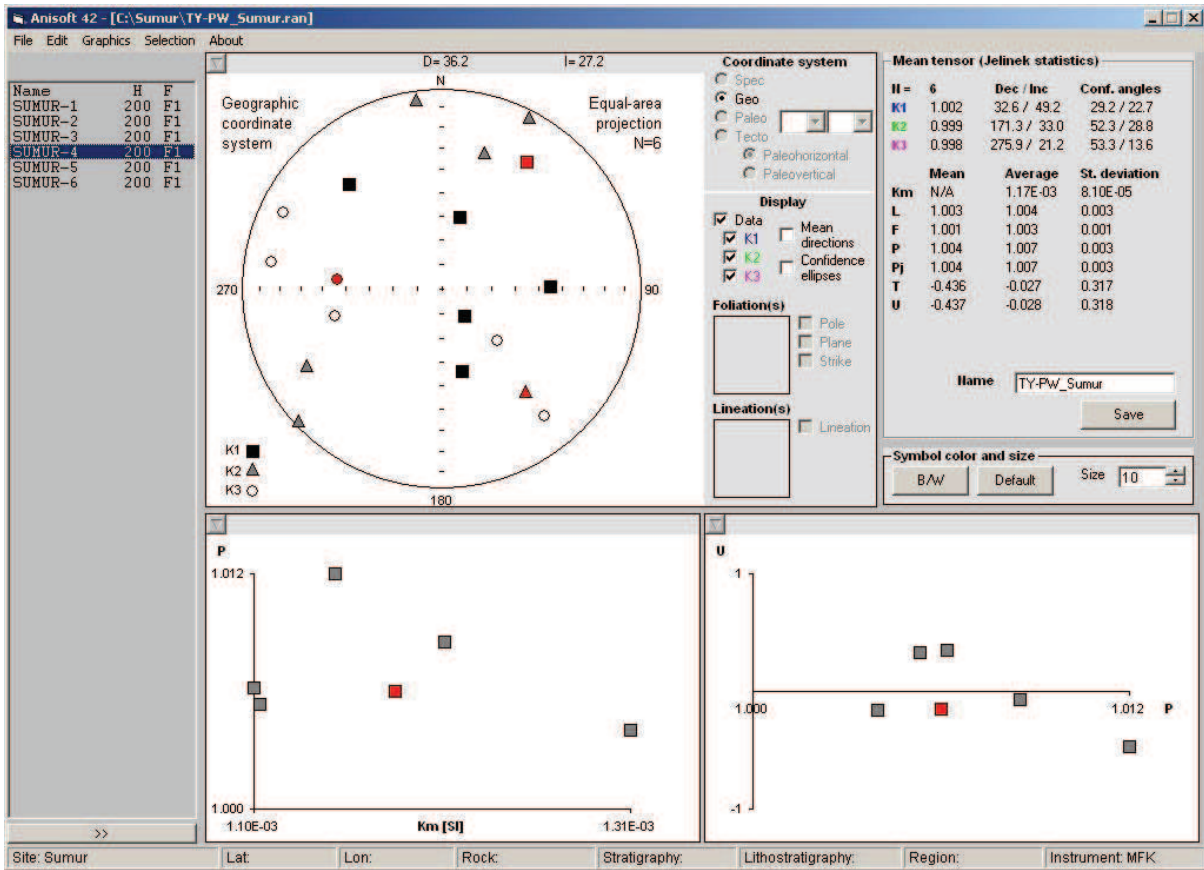 Anisoft 42 - [C:\Sumur\TY-PW_Sumur.ran]
File Edit Graphics Selection About
Name H F
SUMUR-1 200 F1
SUMUR-2 200 F1
SUMUR-3 200 F1
SUMUR-4 200 F1
SUMUR-5 200 F1
SUMUR-6 200 F1
>>
D= 36.2 I= 27.2
Geographic
coordinate
system
N
Equal-area
projection
N=6
270
90
180
K1
K2
K3
Coordinate system
Spec
Geo
Paleo
Tecto
Paleohorizontal
Paleovertical
Display
Data
K1
K2
K3
Mean
directions
Confidence
ellipses
Foliation(s)
Pole
Plane
Strike
Lineation(s)
Lineation
Mean tensor (Jelinek statistics)
N = 6 Dec / Inc Conf. angles
K1 1.002 32.6 / 49.2 29.2 / 22.7
K2 0.999 171.3 / 33.0 52.3 / 28.8
K3 0.998 275.9 / 21.2 53.3 / 13.6
Mean Average St. deviation
Km N/A 1.17E-03 8.10E-05
L 1.003 1.004 0.003
F 1.001 1.003 0.001
P 1.004 1.007 0.003
Pj 1.004 1.007 0.003
T -0.436 -0.027 0.317
U -0.437 -0.028 0.318
Name TY-PW_Sumur
Save
Symbol color and size
B/W Default Size 10
P
1.012
1.000
1.10E-03 Km [SI] 1.31E-03
U
1
1.000 1.012 P
-1
Site: Sumur Lat: Lon: Rock: Stratigraphy: Lithostratigraphy: Region: Instrument: MFK